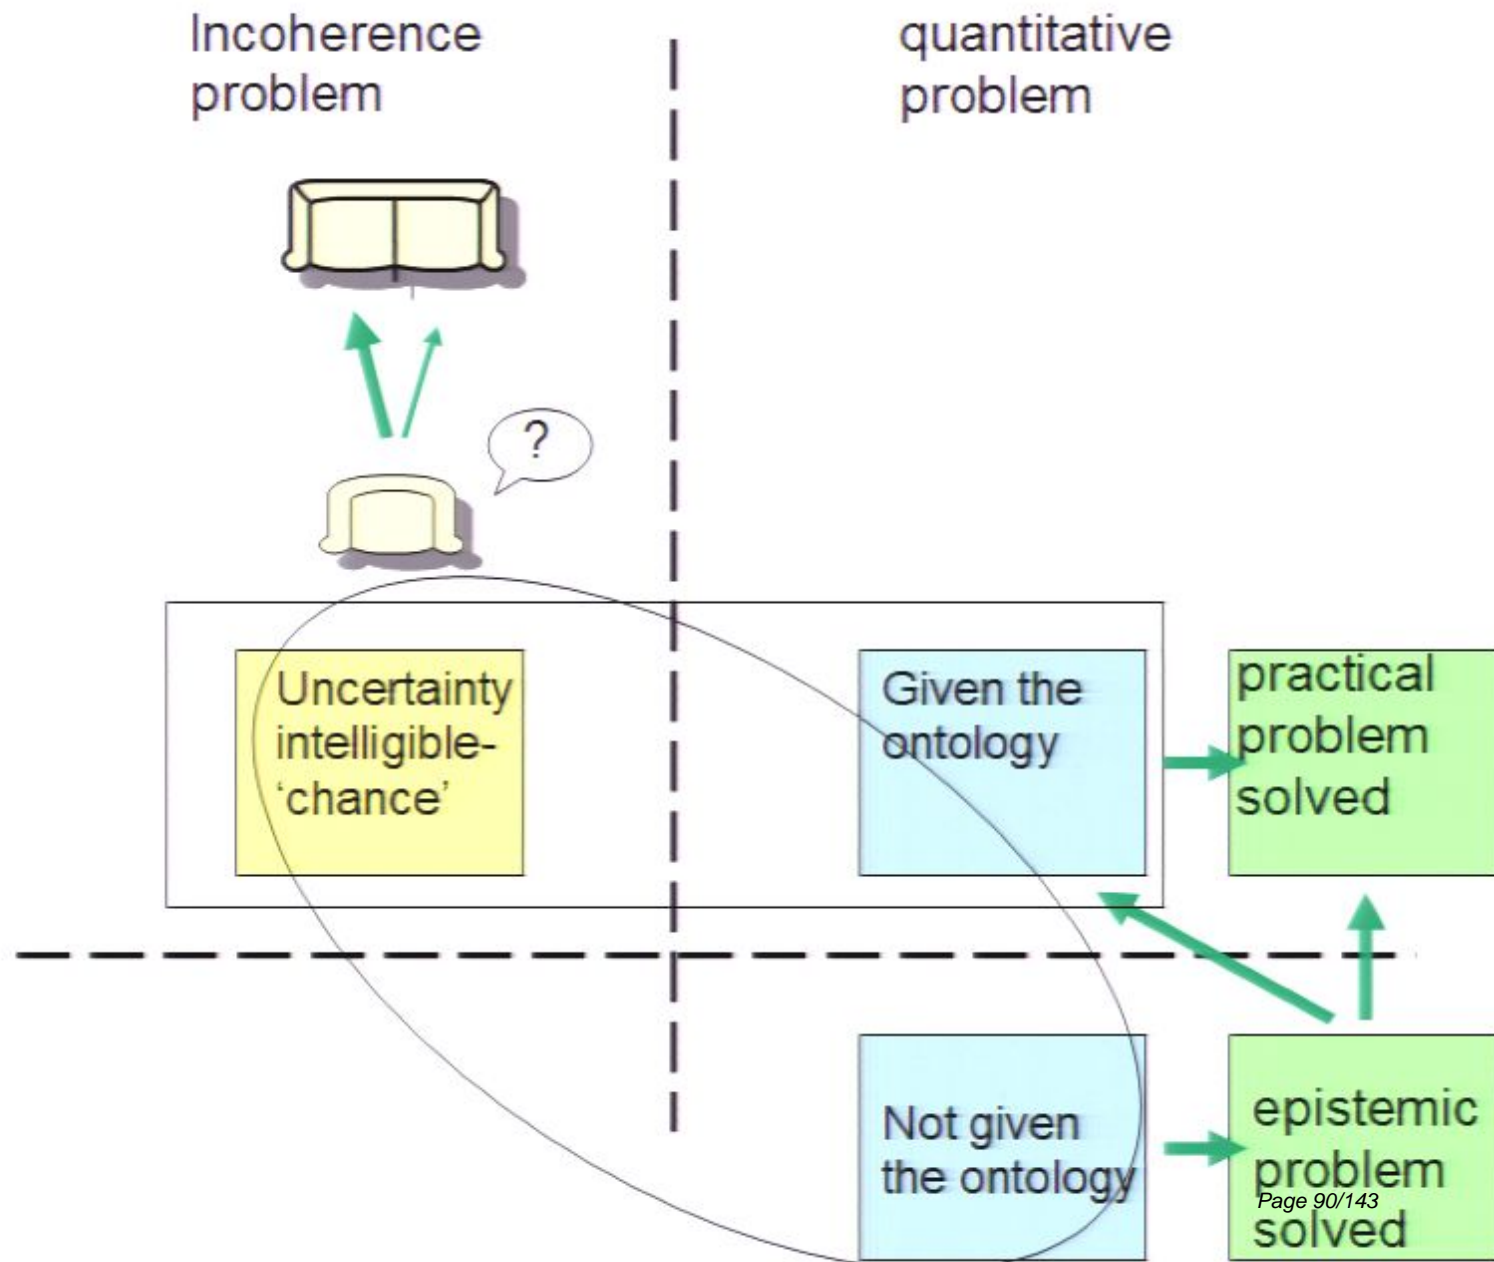 Incoherence
problem
quantitative
problem
?
Uncertainty
intelligible-
‘chance’
Given the
ontology
practical
problem
solved
Not given
the ontology
epistemic
problem
Page 90/143
solved